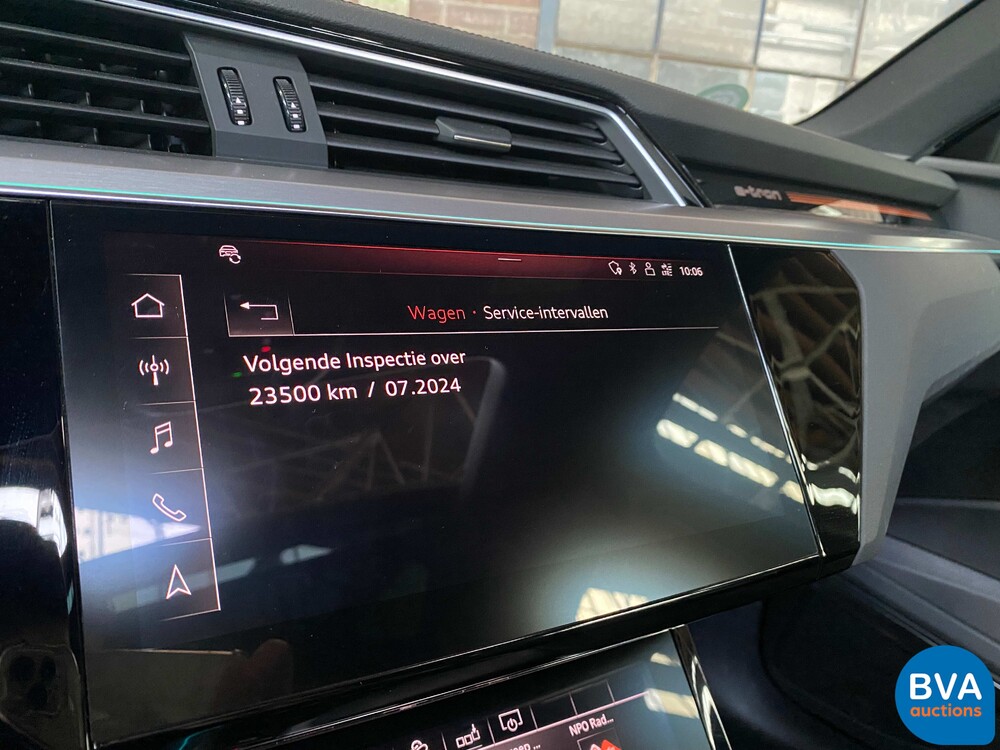 e-tron
10:06
Wagen · Service-intervallen
Volgende Inspectie over
23500 km / 07.2024
NPO Rad...
BVA
auctions